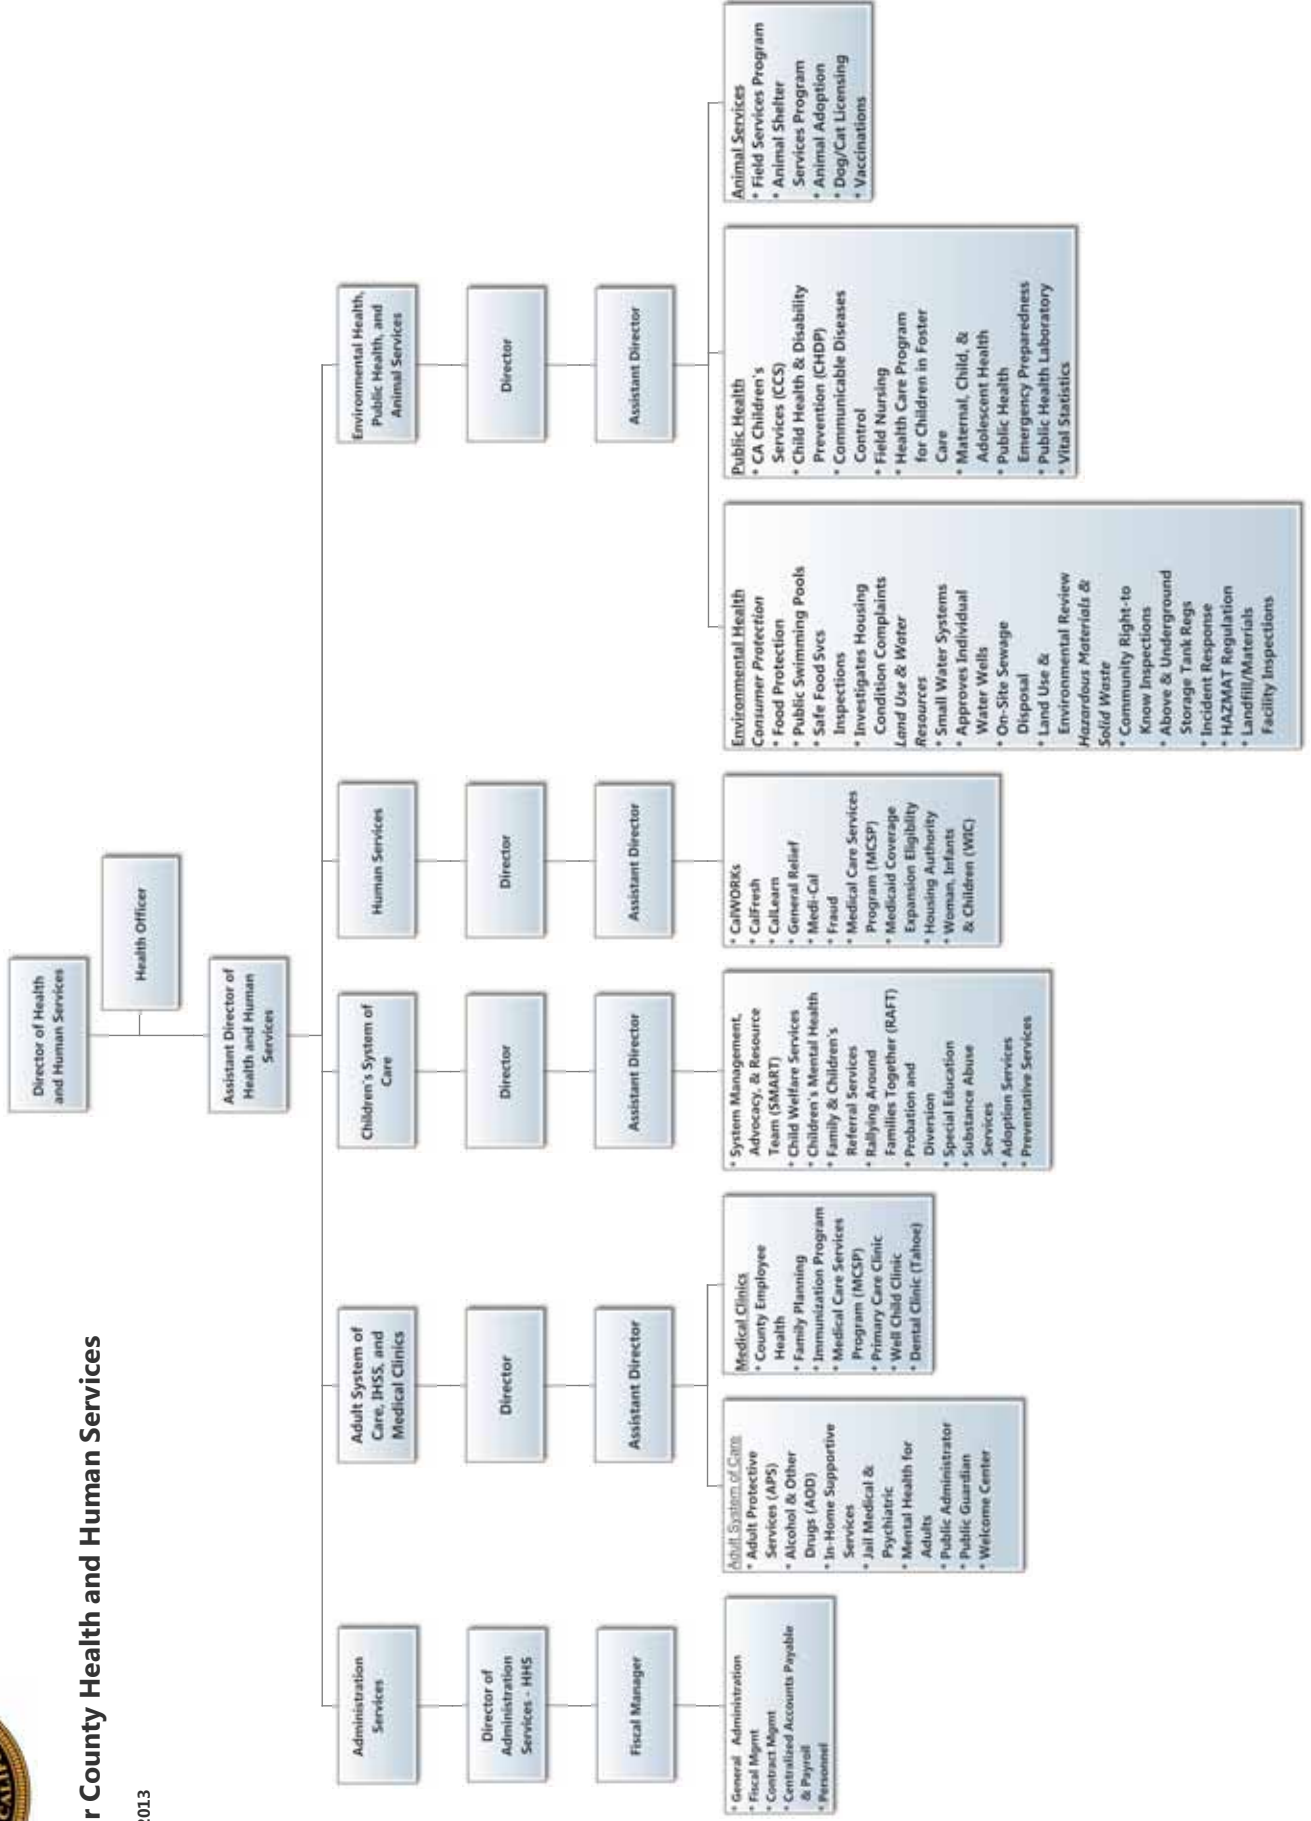 CALIF
r County Health and Human Services
2013
Director of Health
and Human Services
Health Officer
Assistant Director of
Health and Human
Services
Administration
Services
Director of
Administration
Services - HHS
Fiscal Manager
* General Administration
* Fiscal Mgmt
* Contract Mgmt
* Centralized Accounts Payable
& Payroll
* Personnel
Adult System of
Care, IHSS, and
Medical Clinics
Director
Assistant Director
Adult System of Care
* Adult Protective
Services (APS)
* Alcohol & Other
Drugs (AOD)
* In-Home Supportive
Services
* Jail Medical &
Psychiatric
* Mental Health for
Adults
* Public Administrator
* Public Guardian
* Welcome Center
Medical Clinics
* County Employee
Health
* Family Planning
* Immunization Program
* Medical Care Services
Program (MCSP)
* Primary Care Clinic
* Well Child Clinic
* Dental Clinic (Tahoe)
Children's System of
Care
Director
Assistant Director
* System Management,
Advocacy, & Resource
Team (SMART)
* Child Welfare Services
* Children's Mental Health
* Family & Children's
Referral Services
* Rallying Around
Families Together (RAFT)
* Probation and
Diversion
* Special Education
* Substance Abuse
Services
* Adoption Services
* Preventative Services
Human Services
Director
Assistant Director
* CalWORKs
* CalFresh
* CalLearn
* General Relief
* Medi-Cal
* Fraud
* Medical Care Services
Program (MCSP)
* Medicaid Coverage
Expansion Eligiblity
* Housing Authority
* Woman, Infants
& Children (WIC)
Environmental Health,
Public Health, and
Animal Services
Director
Assistant Director
Environmental Health
Consumer Protection
* Food Protection
* Public Swimming Pools
* Safe Food Svcs
Inspections
* Investigates Housing
Condition Complaints
Land Use & Water
Resources
* Small Water Systems
* Approves Individual
Water Wells
* On-Site Sewage
Disposal
* Land Use &
Environmental Review
Hazardous Materials &
Solid Waste
* Community Right-to
Know Inspections
* Above & Underground
Storage Tank Regs
* Incident Response
* HAZMAT Regulation
* Landfill/Materials
Facility Inspections
Public Health
* CA Children's
Services (CCS)
* Child Health & Disability
Prevention (CHDP)
* Communicable Diseases
Control
* Field Nursing
* Health Care Program
for Children in Foster
Care
* Maternal, Child, &
Adolescent Health
* Public Health
Emergency Preparedness
* Public Health Laboratory
* Vital Statistics
Animal Services
* Field Services Program
* Animal Shelter
Services Program
* Animal Adoption
* Dog/Cat Licensing
* Vaccinations